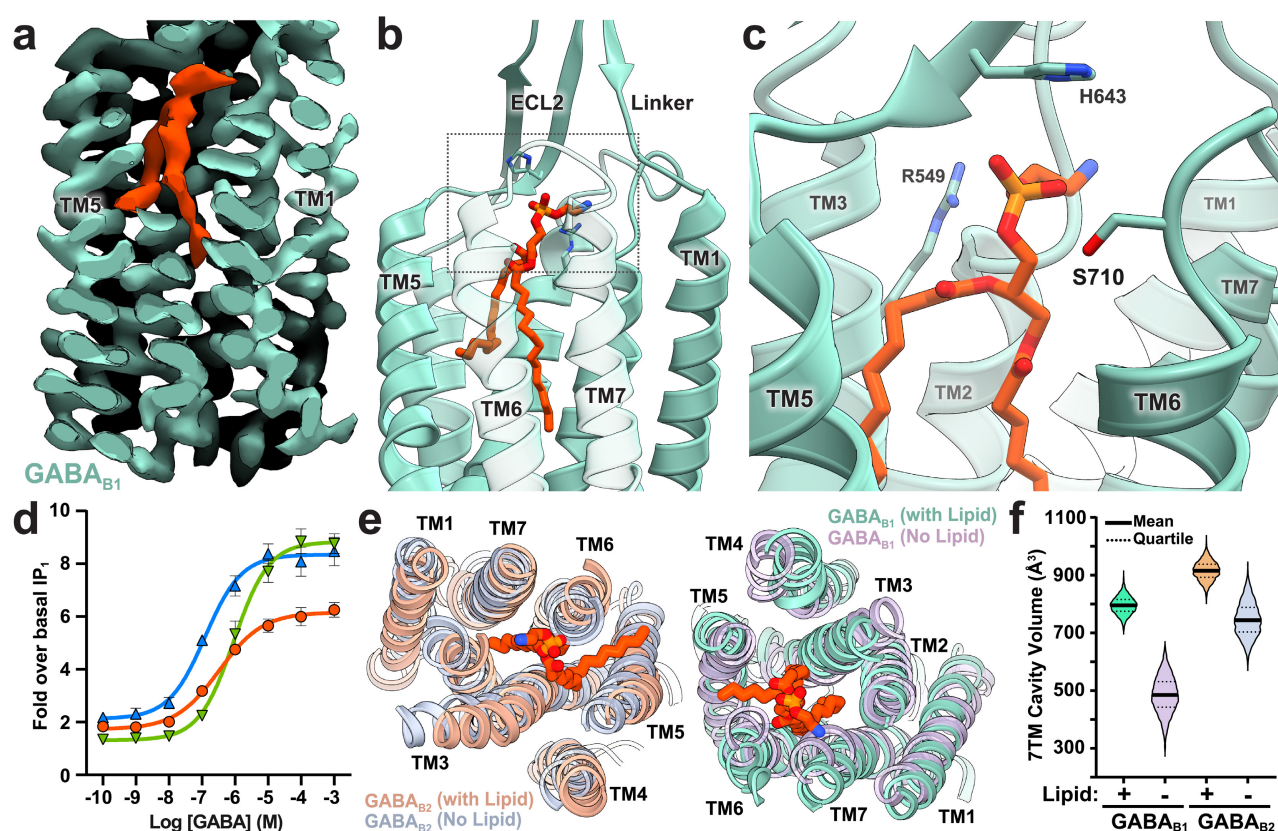 a
TM5
TM1
GABAB1
b
ECL2
Linker
TM5
TM1
TM6
TM7
c
H643
R549
TM3
TM1
S710
TM7
TM5
TM2
TM6
d
Fold over basal IP1
10
8
6
4
2
0
-10 -9 -8 -7 -6 -5 -4 -3
Log [GABA] (M)
e
TM1
TM7
TM6
TM5
TM3
TM4
GABAB2 (with Lipid)
GABAB2 (No Lipid)
GABAB1 (with Lipid)
GABAB1 (No Lipid)
TM4
TM3
TM5
TM2
TM6
TM7
TM1
f
7TM Cavity Volume (Å3)
1100
900
700
500
300
Mean
Quartile
Lipid: + - + -
GABAB1 GABAB2